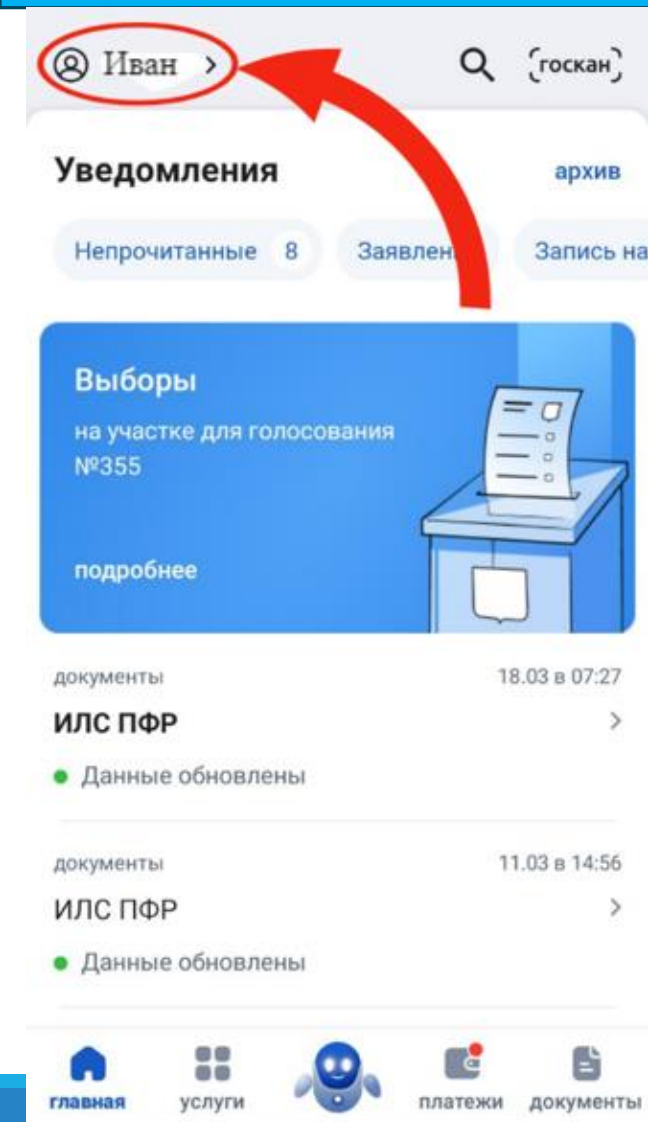 Иван
госкан
Уведомления
архив
Непрочитанные 8
Запись на
Выборы
на участке для голосования
№355
подробнее
документы
18.03 в 07:27
ИЛС ПФР
Данные обновлены
документы
11.03 в 14:56
ИЛС ПФР
Данные обновлены
главная
услуги
платежи
документы